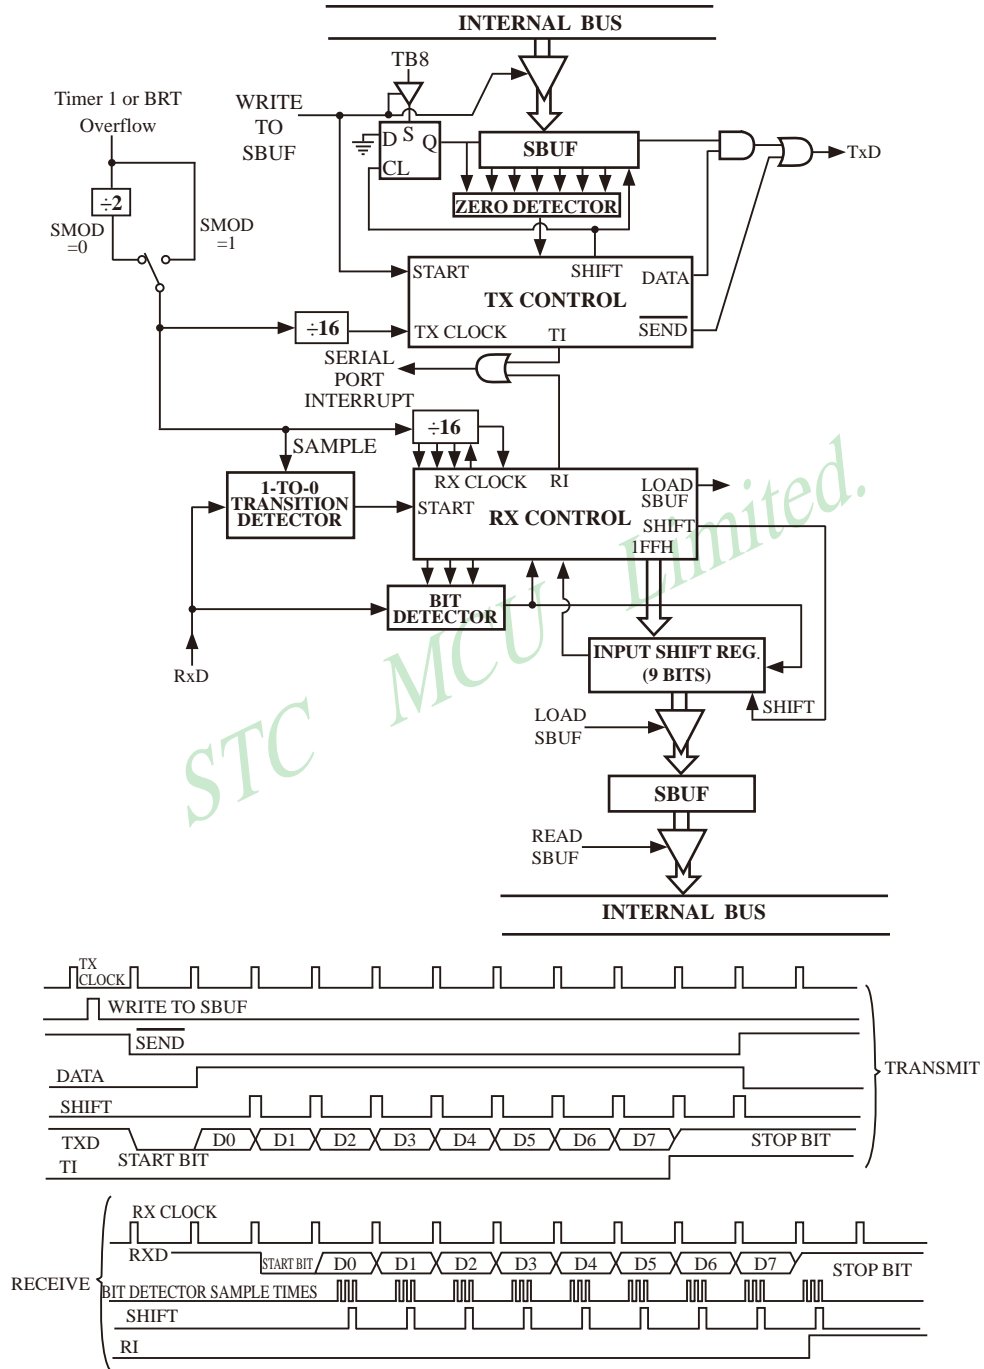 INTERNAL BUS
TB8
Timer 1 or BRT
Overflow
WRITE
TO
SBUF
D S Q
CL
SBUF
TxD
÷2
SMOD
=0
SMOD
=1
ZERO DETECTOR
START
SHIFT
DATA
TX CONTROL
÷16
TX CLOCK
TI
SEND
SERIAL
PORT
INTERRUPT
÷16
SAMPLE
RX CLOCK
RI
LOAD
SBUF
1-TO-0
TRANSITION
DETECTOR
START
RX CONTROL
SHIFT
1FFH
BIT
DETECTOR
RxD
INPUT SHIFT REG.
(9 BITS)
SHIFT
LOAD
SBUF
SBUF
READ
SBUF
INTERNAL BUS
STC MCU Limited.
TX
CLOCK
WRITE TO SBUF
SEND
DATA
TRANSMIT
SHIFT
TXD
START BIT
D0 D1 D2 D3 D4 D5 D6 D7
STOP BIT
TI
RX CLOCK
RXD
START BIT
D0 D1 D2 D3 D4 D5 D6 D7
STOP BIT
RECEIVE
BIT DETECTOR SAMPLE TIMES
SHIFT
RI